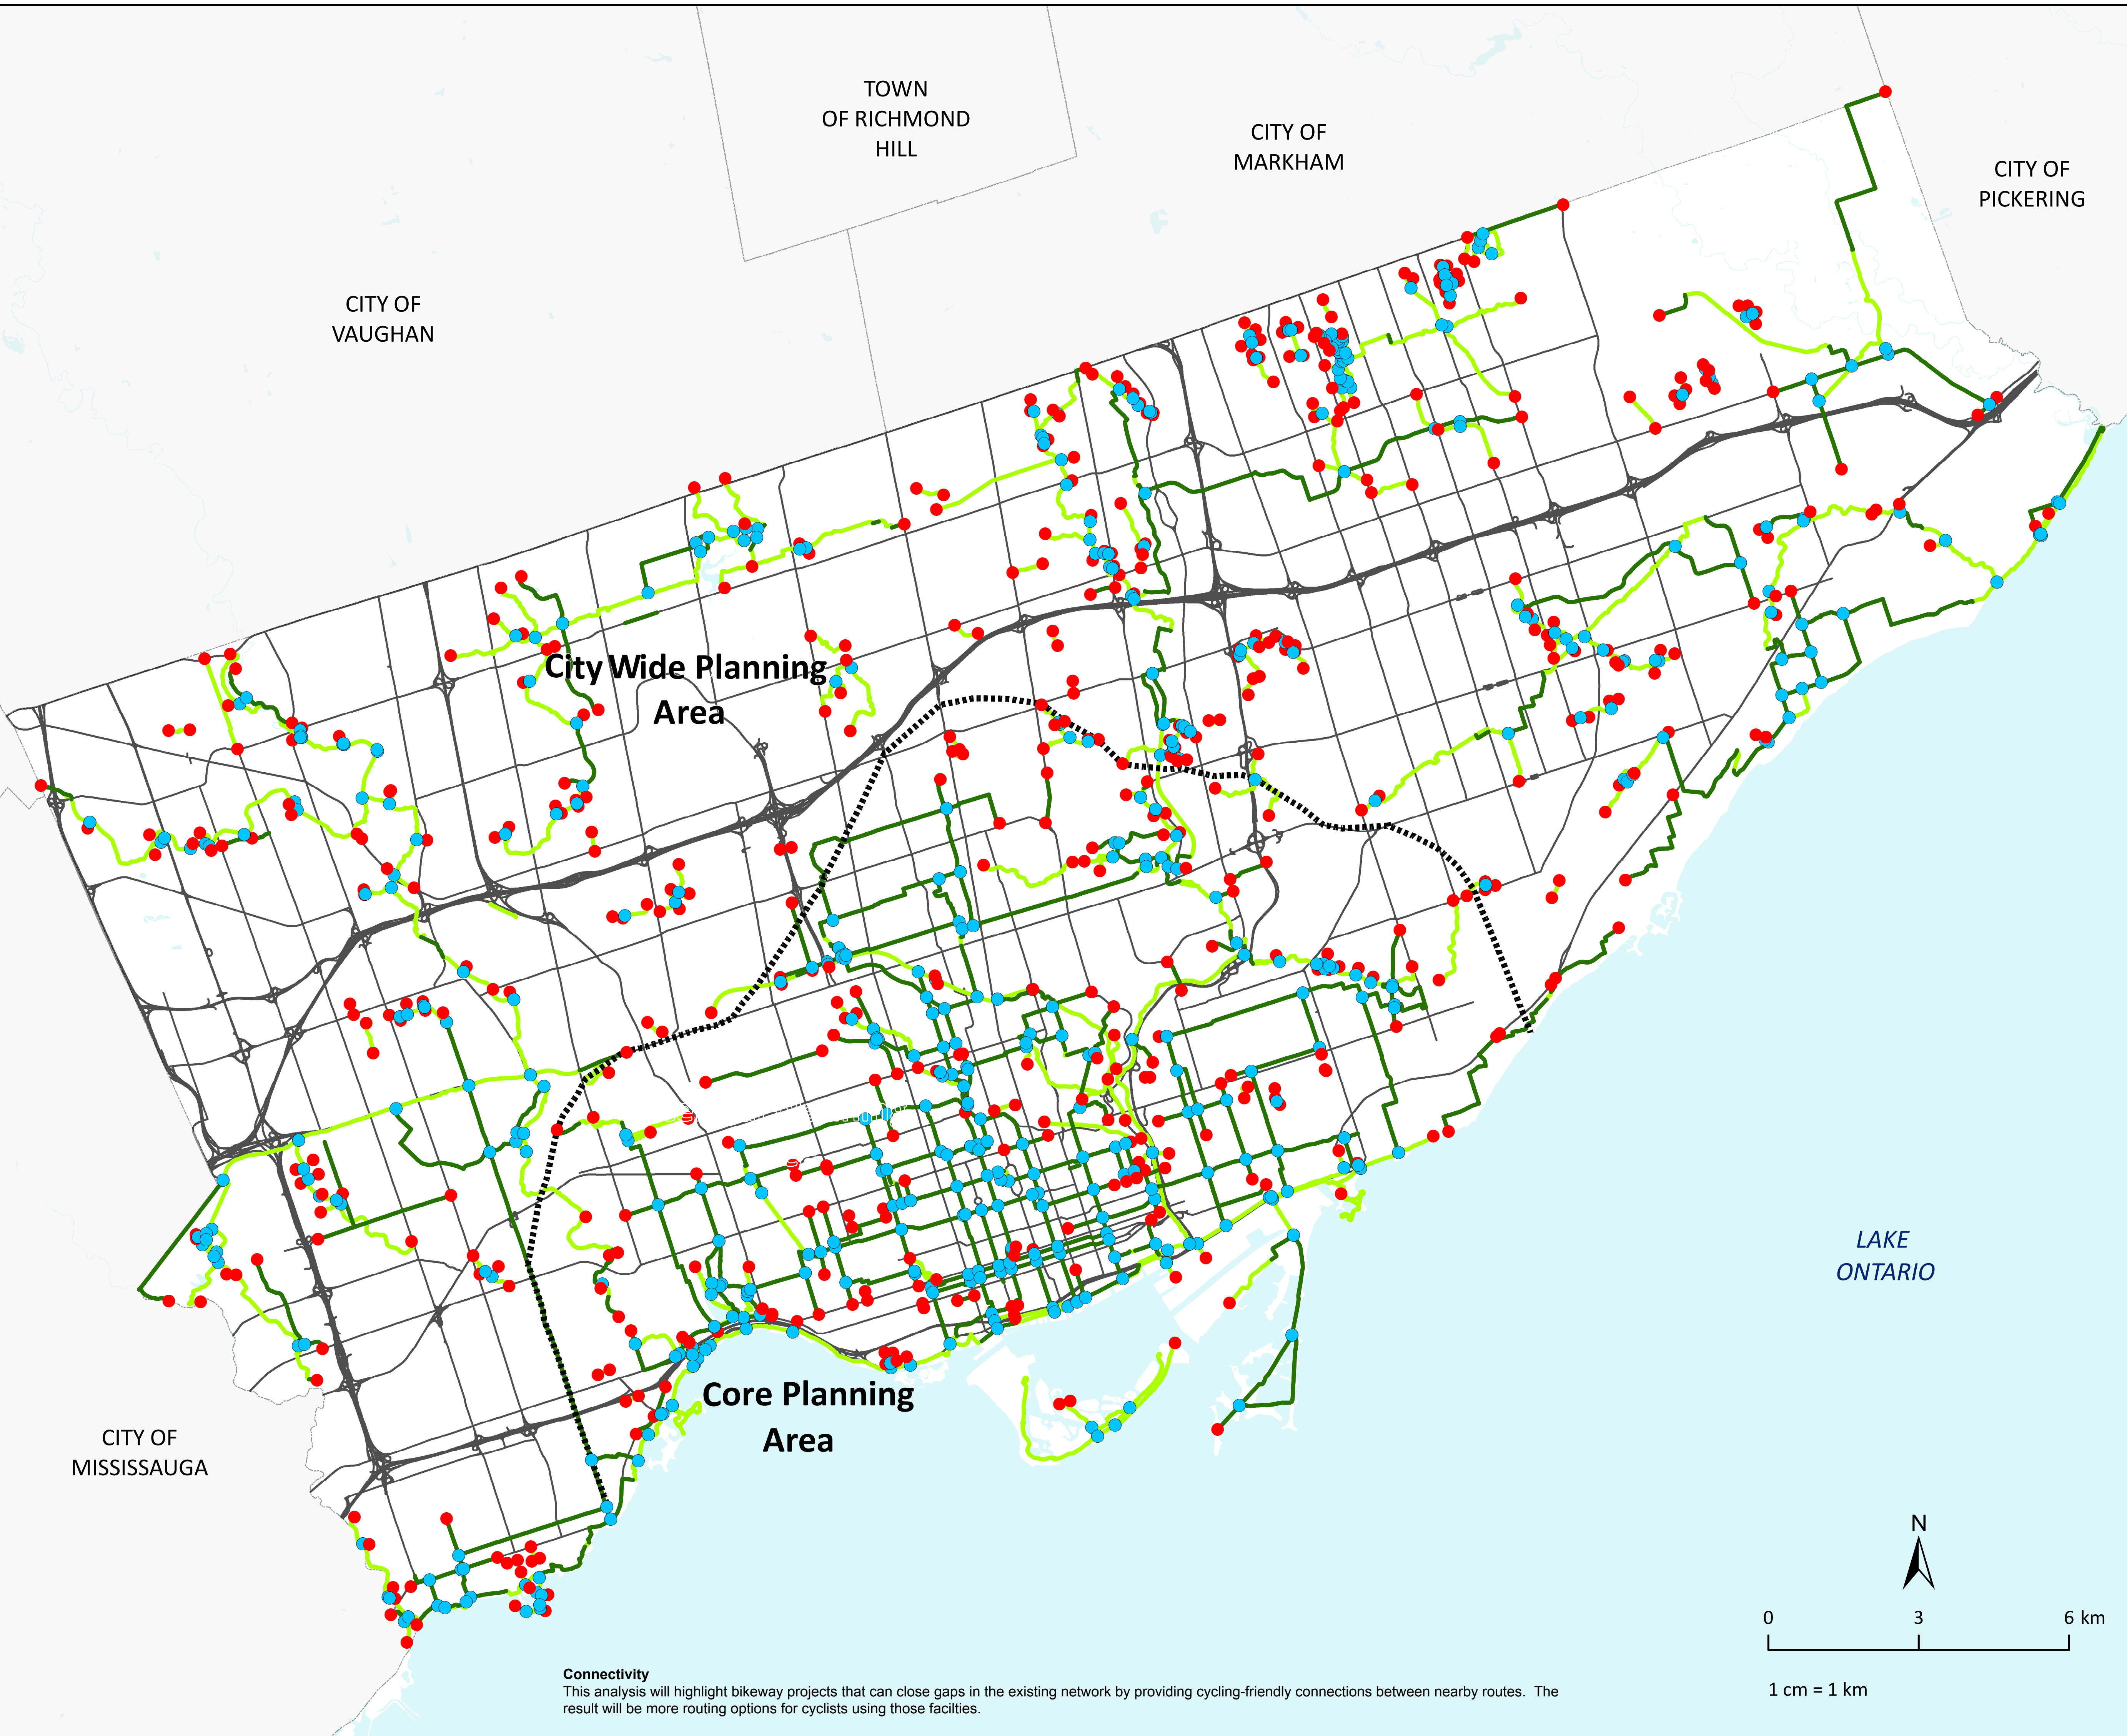 TOWN
OF RICHMOND
HILL
CITY OF
MARKHAM
CITY OF
PICKERING
CITY OF
VAUGHAN
City Wide Planning
Area
LAKE
ONTARIO
Core Planning
Area
CITY OF
MISSISSAUGA
N
0 3 6 km
1 cm = 1 km
Connectivity
This analysis will highlight bikeway projects that can close gaps in the existing network by providing cycling-friendly connections between nearby routes. The
result will be more routing options for cyclists using those facilties.